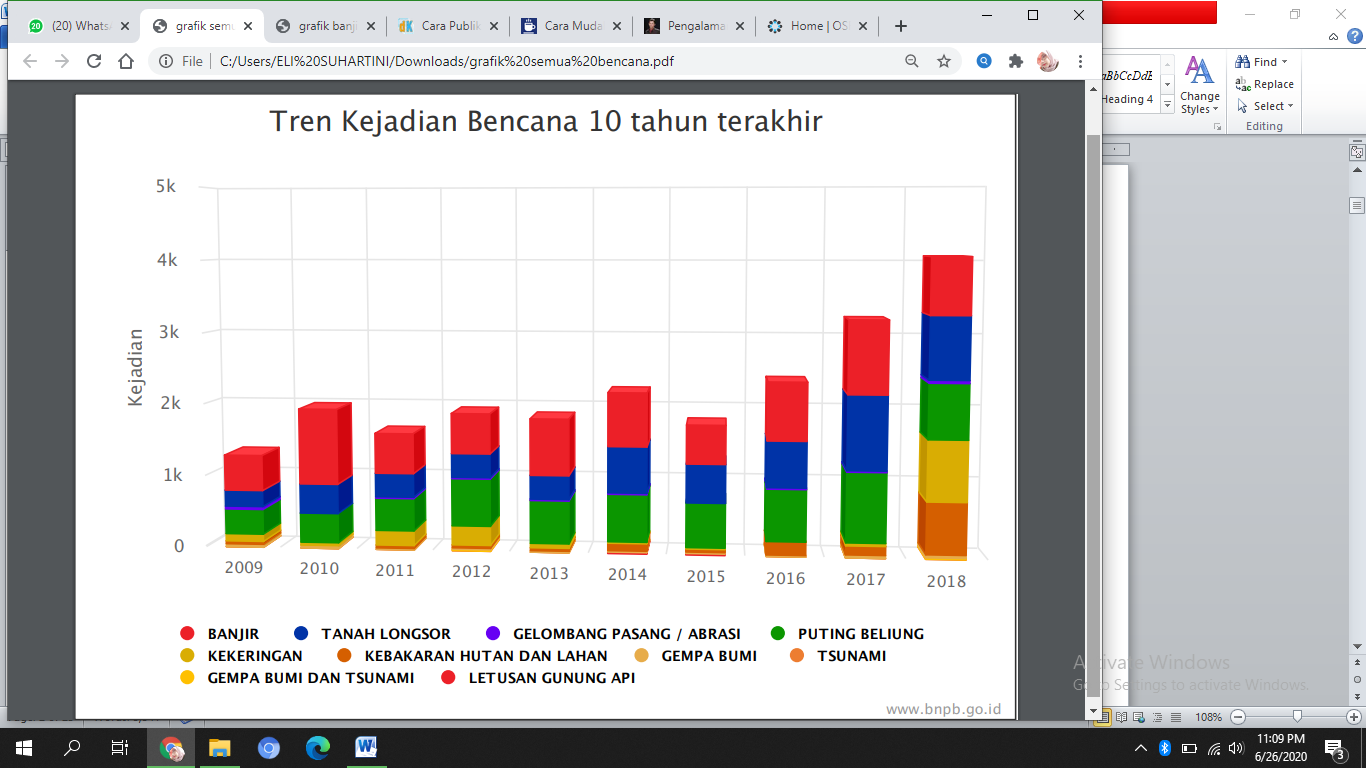 (20) Whats
grafik sem
grafik banji
Cara Publik
Cara Muda
Pengalama
Home | OS
File | C:/Users/ELI%20SUHARTINI/Downloads/grafik%20semua%20bencana.pdf
aBbCcDdE
Heading 4
Change Styles
Find
Replace
Select
Editing
Tren Kejadian Bencana 10 tahun terakhir
5k
4k
3k
2k
1k
0
Kejadian
2009 2010 2011 2012 2013 2014 2015 2016 2017 2018
BANJIR TANAH LONGSOR GELOMBANG PASANG / ABRASI PUTING BELIUNG
KEKERINGAN KEBAKARAN HUTAN DAN LAHAN GEMPA BUMI TSUNAMI
GEMPA BUMI DAN TSUNAMI LETUSAN GUNUNG API
www.bnpb.go.id
Activate Windows
Go to Settings to activate Windows.
108%
11:09 PM
6/26/2020
3